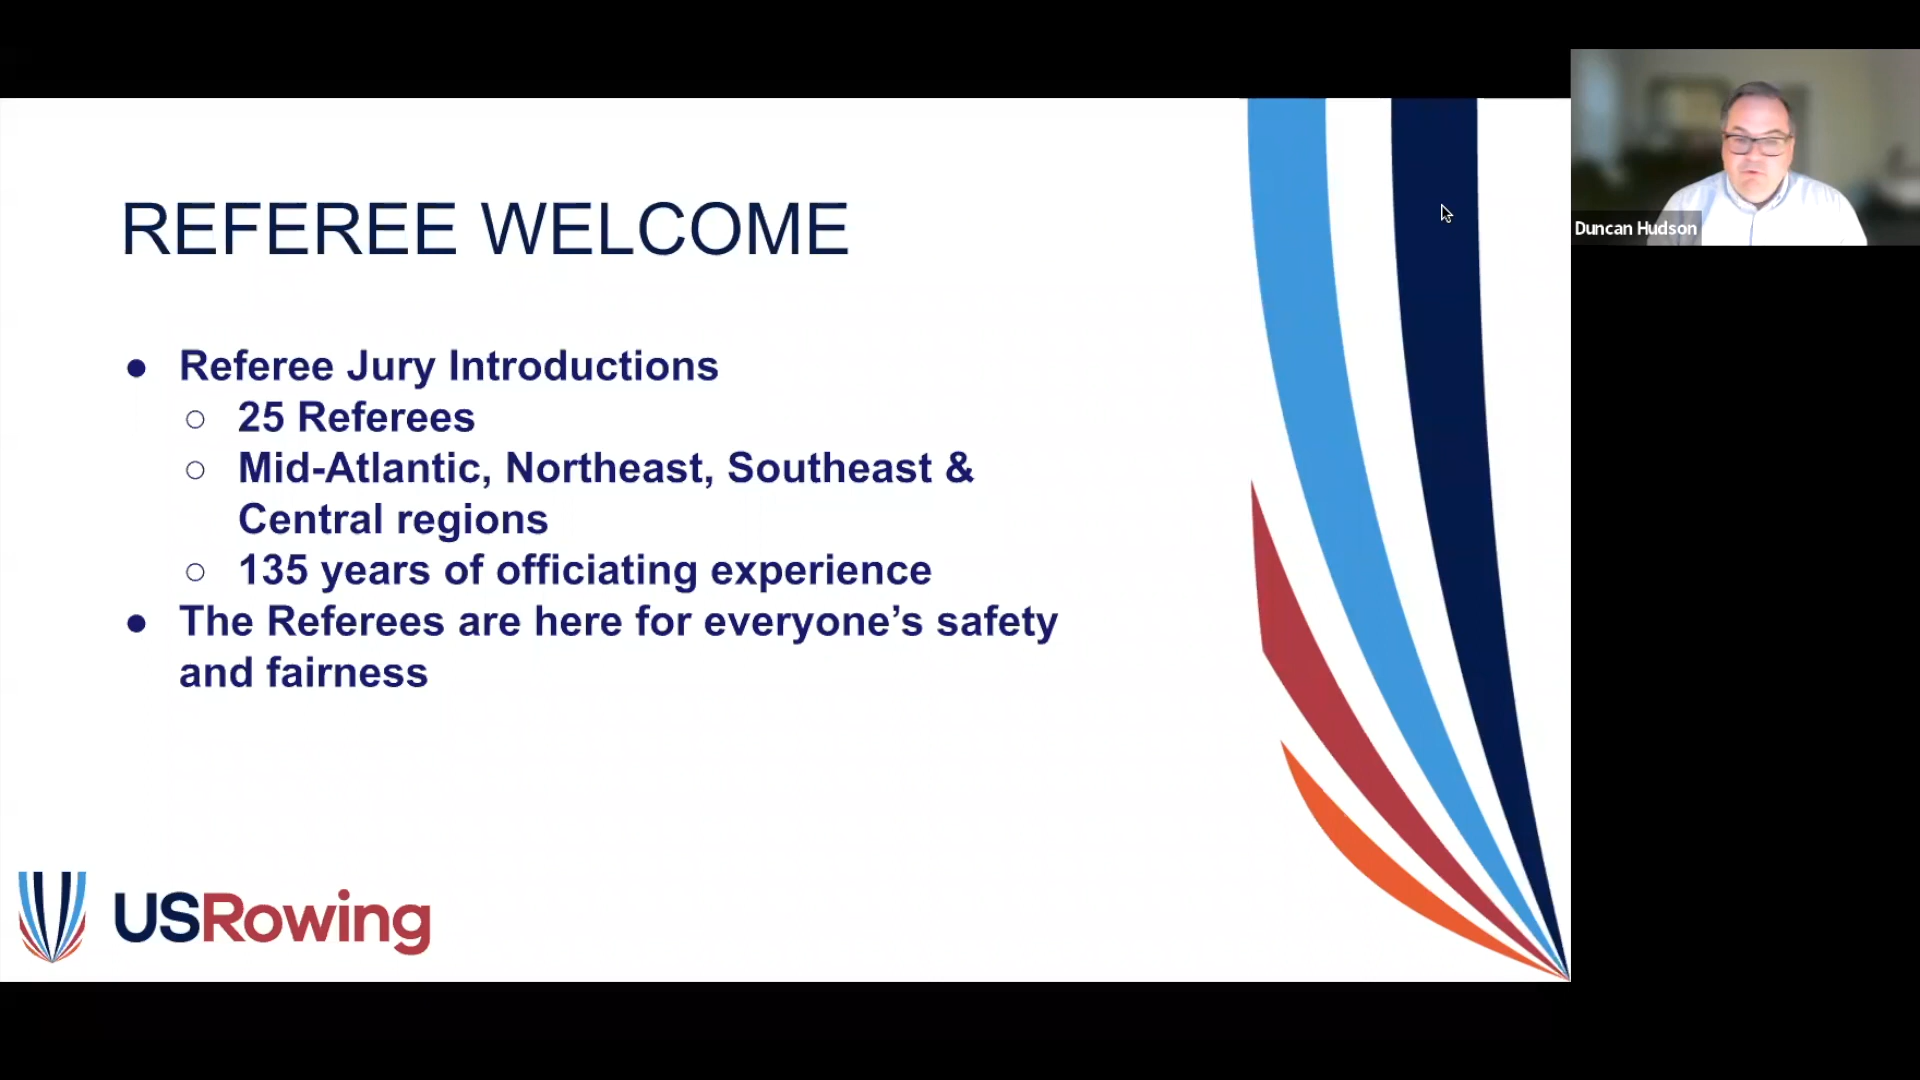 REFEREE WELCOME
● Referee Jury Introductions
○ 25 Referees
○ Mid-Atlantic, Northeast, Southeast &
Central regions
○ 135 years of officiating experience
● The Referees are here for everyone’s safety
and fairness
USRowing
Duncan Hudson